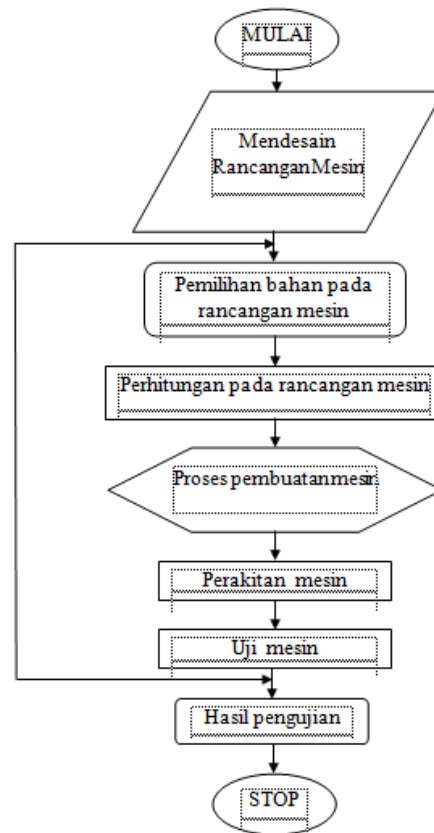 MULAI
Mendesain
RancanganMesin
Pemilihan bahan pada
rancangan mesin
Perhitungan pada rancangan mesin
Proses pembuatanmesin
Perakitan mesin
Uji mesin
Hasil pengujian
STOP